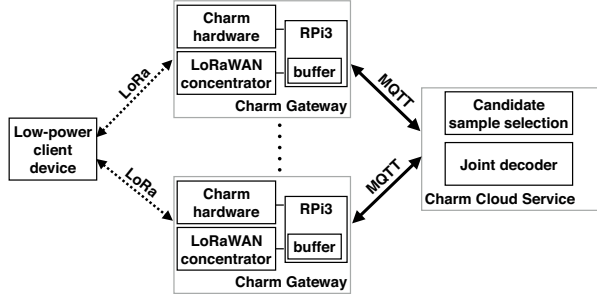 Charm
hardware
RPi3
LoRaWAN
concentrator
buffer
Charm Gateway
LoRa
MQTT
Low-power
client
device
Candidate
sample selection
Joint decoder
Charm Cloud Service
LoRa
MQTT
Charm
hardware
RPi3
LoRaWAN
concentrator
buffer
Charm Gateway